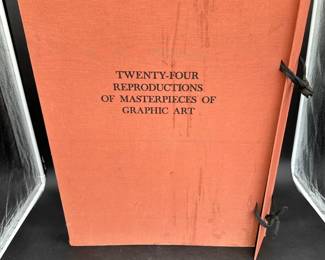 TWENTY-FOUR
REPRODUCTIONS
OF MASTERPIECES OF
GRAPHIC ART